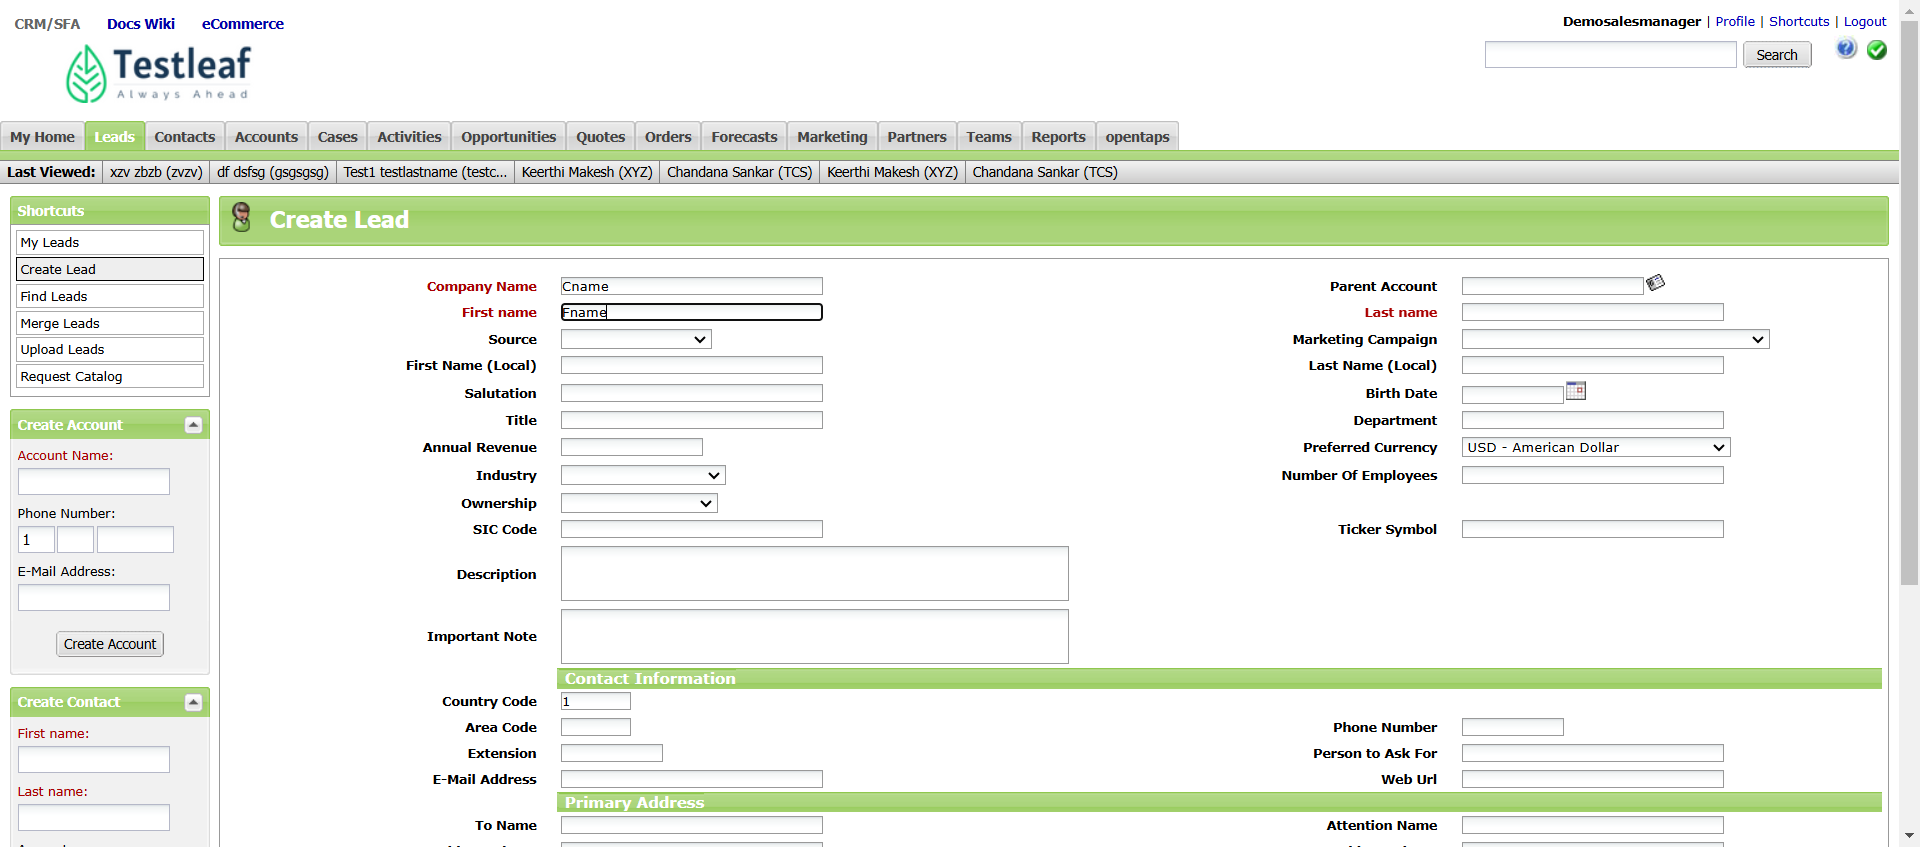 CRM/SFA Docs Wiki eCommerce
Demosalesmanager | Profile | Shortcuts | Logout
Testleaf
Always Ahead
Search
My Home Leads Contacts Accounts Cases Activities Opportunities Quotes Orders Forecasts Marketing Partners Teams Reports opentaps
Last Viewed: xzv zbzb (zvzv) df dsfsg (gsgsgsg) Test1 testlastname (testc... Keerthi Makesh (XYZ) Chandana Sankar (TCS) Keerthi Makesh (XYZ) Chandana Sankar (TCS)
Shortcuts
My Leads
Create Lead
Find Leads
Merge Leads
Upload Leads
Request Catalog
Create Account
Account Name:
Phone Number:
1
E-Mail Address:
Create Account
Create Contact
First name:
Last name:
Create Lead
Company Name Cname Parent Account
First name Fname Last name
Source Marketing Campaign
First Name (Local) Last Name (Local)
Salutation Birth Date
Title Department
Annual Revenue Preferred Currency USD - American Dollar
Industry Number Of Employees
Ownership
SIC Code Ticker Symbol
Description
Important Note
Contact Information
Country Code 1
Area Code Phone Number
Extension Person to Ask For
E-Mail Address Web Url
Primary Address
To Name Attention Name